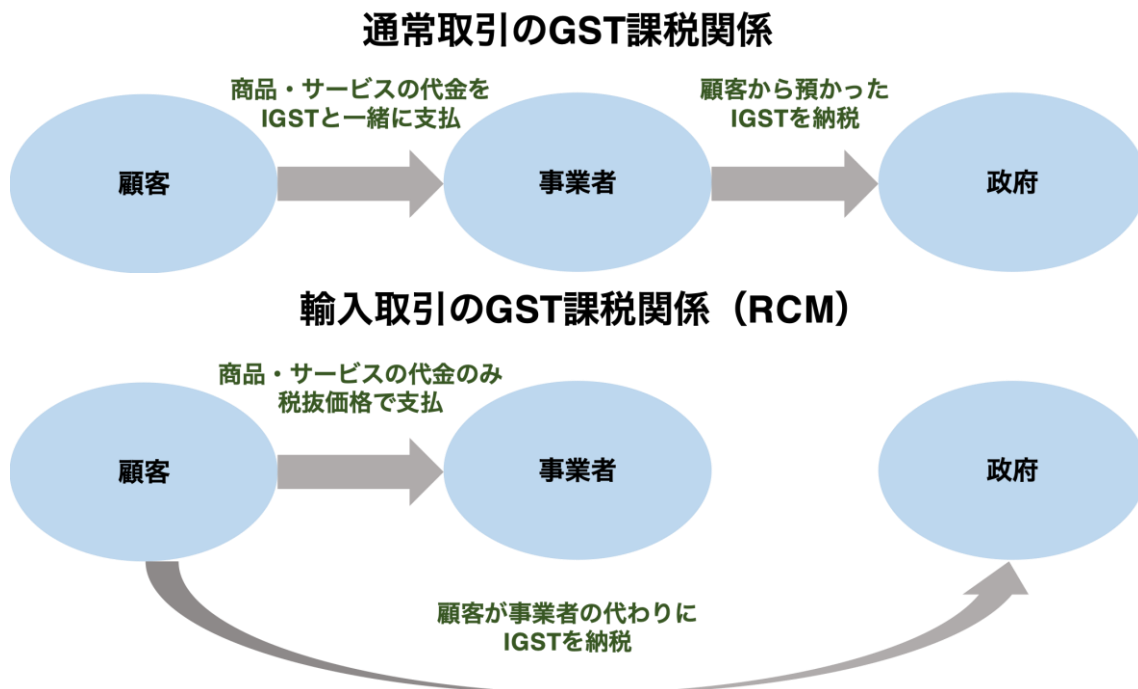 通常取引のGST課税関係
商品・サービスの代金を
IGSTと一緒に支払
顧客から預かった
IGSTを納税
顧客
事業者
政府
輸入取引のGST課税関係（RCM）
商品・サービスの代金のみ
税抜価格で支払
顧客
事業者
政府
顧客が事業者の代わりに
IGSTを納税